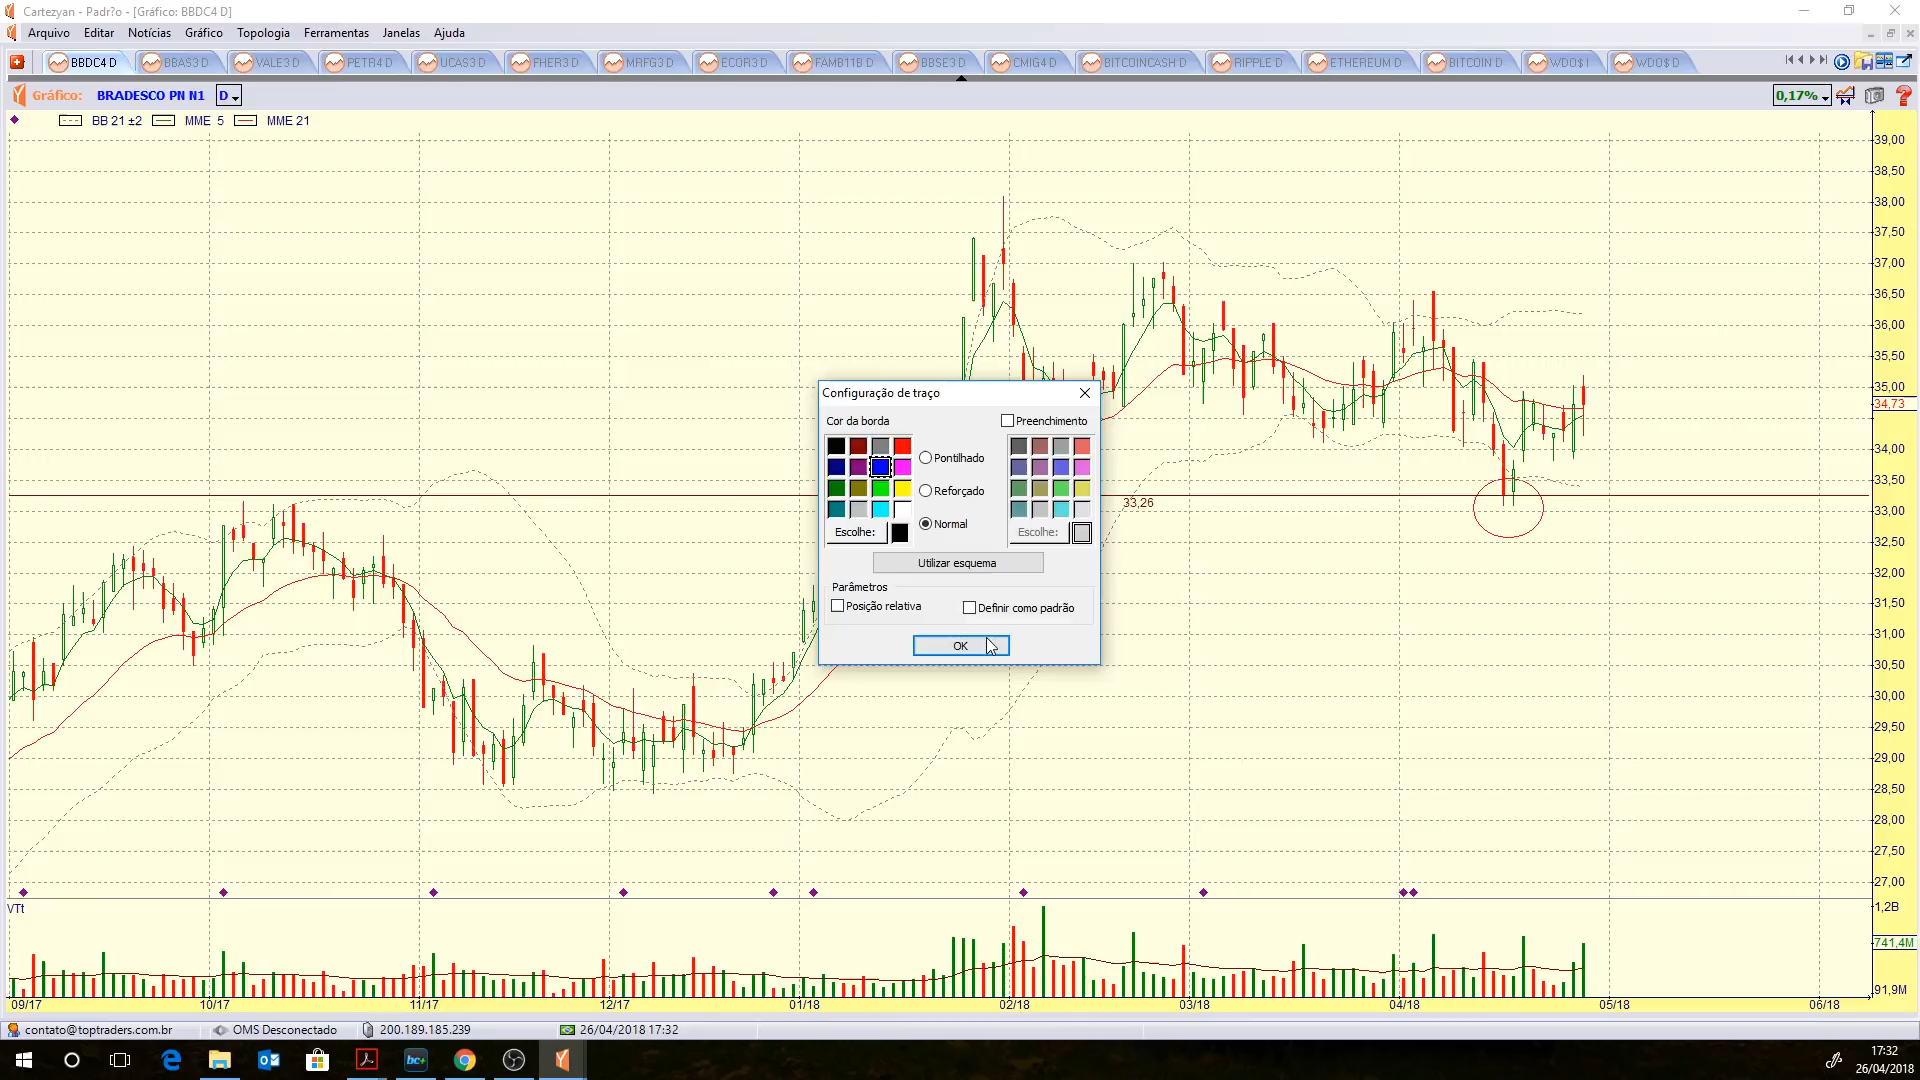 Cartezyan - Padr?o - [Gráfico: BBDC4 D]
Arquivo Editar Notícias Gráfico Topologia Ferramentas Janelas Ajuda
BBDC4 D BBAS3 D VALE3 D PETR4 D UCAS3 D FHER3 D MRFG3 D ECOR3 D FAMB11B D BBSE3 D CMIG4 D BITCOINCASH D RIPPLE D ETHEREUM D BITCOIN D WDO$1 WDO$ D
Gráfico: BRADESCO PN N1 D 0,17%
BB 21 ±2 MME 5 MME 21
39,00
38,50
38,00
37,50
37,00
36,50
36,00
35,50
35,00
34,73
34,00
33,50
33,00
32,50
32,00
31,50
31,00
30,50
30,00
29,50
29,00
28,50
28,00
27,50
27,00
33,26
Configuração de traço
Cor da borda Preenchimento
Pontilhado
Reforçado
Normal
Escolhe: Escolhe:
Utilizar esquema
Parâmetros
Posição relativa Definir como padrão
OK
VTt
1,2B
741,4M
91,9M
09/17 10/17 11/17 12/17 01/18 02/18 03/18 04/18 05/18 06/18
contato@toptraders.com.br OMS Desconectado 200.189.185.239 26/04/2018 17:32
bc+
17:32
26/04/2018